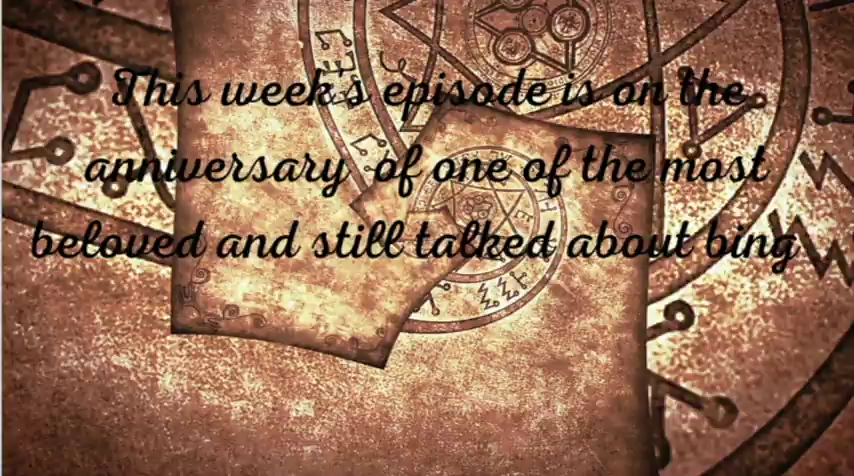 This week's episode is on the
anniversary of one of the most
beloved and still talked about bing